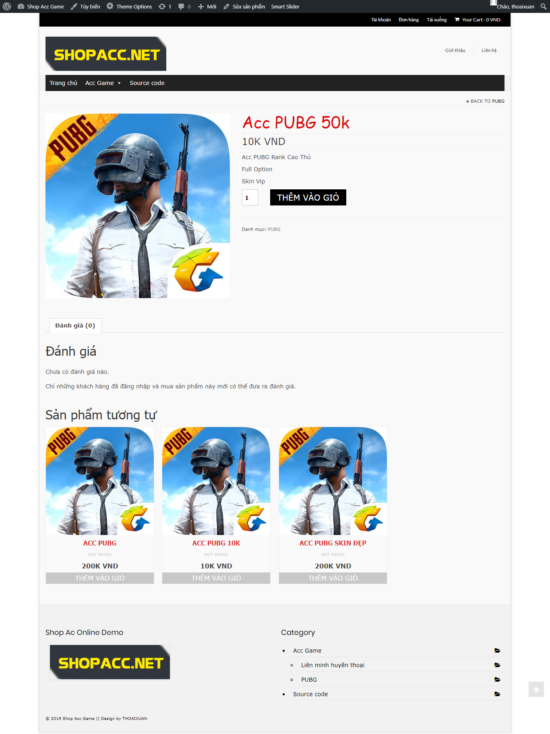 Shop Acc Game Tùy biến Theme Options 1 0 Mới Sửa sản phẩm Smart Slider Chào, thoaixuan
Tài khoản Đơn hàng Tải xuống Your Cart - 0 VND
SHOPACC.NET
Giới thiệu Liên hệ
Trang chủ Acc Game Source code
BACK TO PUBG
PUBG
Acc PUBG 50k
10K VND
Acc PUBG Rank Cao Thủ
Full Option
Skin Vip
1 THÊM VÀO GIỎ
Danh mục: PUBG
Đánh giá (0)
Đánh giá
Chưa có đánh giá nào.
Chỉ những khách hàng đã đăng nhập và mua sản phẩm này mới có thể đưa ra đánh giá.
Sản phẩm tương tự
PUBG PUBG PUBG
ACC PUBG ACC PUBG 10K ACC PUBG SKIN ĐẸP
NOT RATED NOT RATED NOT RATED
200K VND 10K VND 200K VND
THÊM VÀO GIỎ THÊM VÀO GIỎ THÊM VÀO GIỎ
Shop Ac Online Demo
SHOPACC.NET
Category
Acc Game
Liên minh huyền thoại
PUBG
Source code
© 2019 Shop Acc Game || Design by THOAIXUAN